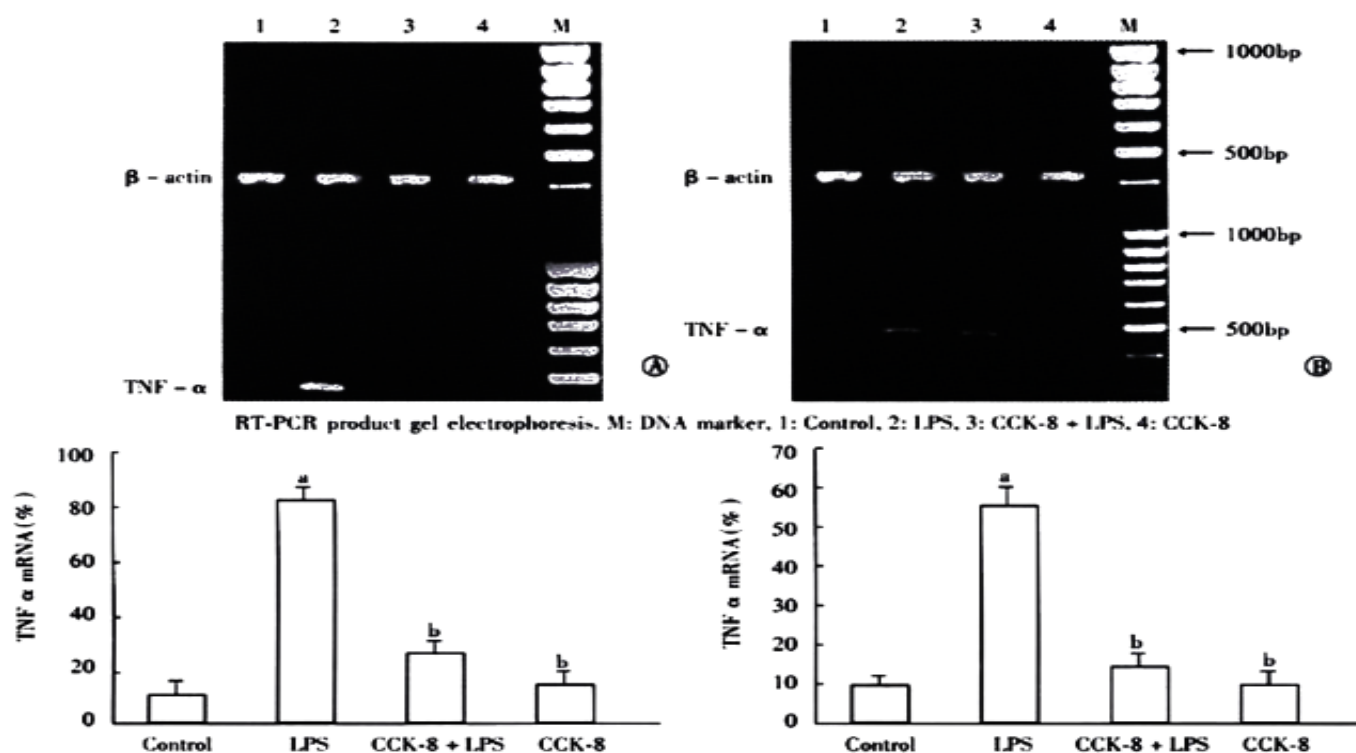 1 2 3 4 M 1 2 3 4 M
1000bp
500bp
β - actin β - actin
1000bp
TNF - α 500bp
A B
TNF - α
RT-PCR product gel electrophoresis. M: DNA marker, 1: Control, 2: LPS, 3: CCK-8 + LPS, 4: CCK-8
TNF α mRNA(%)
100
80
60
40
20
0
a
b
b
Control LPS CCK-8 + LPS CCK-8
TNF α mRNA(%)
70
60
50
40
30
20
10
0
a
b
b
Control LPS CCK-8 + LPS CCK-8